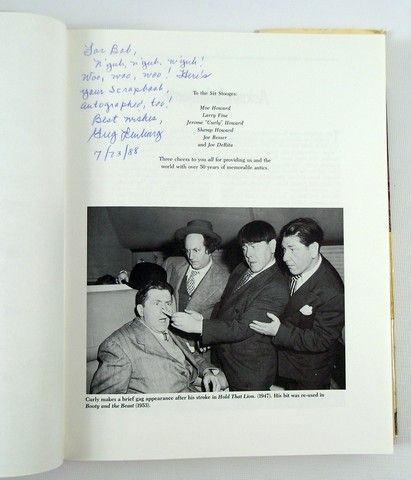 For Bob,
N'yuk, n'yuk, n'yuk!
Woo, woo, woo! Here's
your Scrapbook,
autographed, too!
Best wishes,
Greg Lenburg
7/23/88
To the Six Stooges:
Moe Howard
Larry Fine
Jerome "Curly" Howard
Shemp Howard
Joe Besser
and Joe DeRita
Three cheers to you all for providing us and the
world with over 50 years of memorable antics.
Curly makes a brief gag appearance after his stroke in Hold That Lion. (1947). His bit was re-used in
Booty and the Beast (1953).